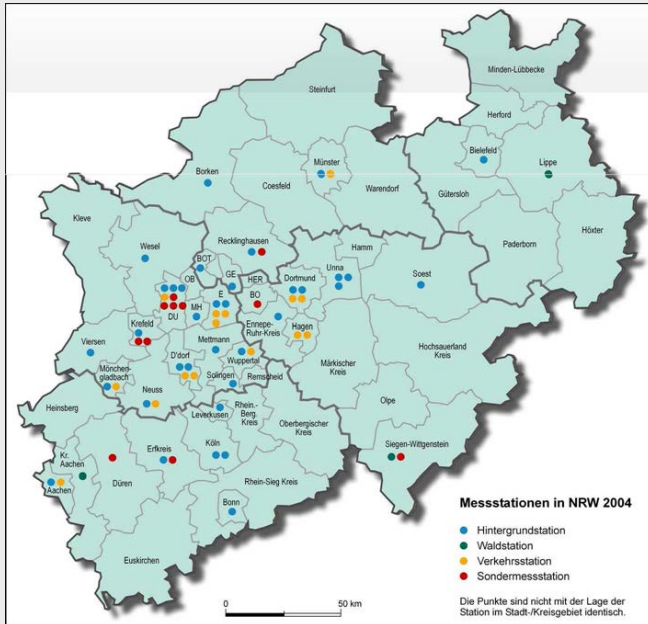 Minden-Lübbecke
Steinfurt
Herford
Bielefeld
Lippe
Münster
Borken
Coesfeld
Warendorf
Gütersloh
Höxter
Kleve
Paderborn
Wesel
Recklinghausen
Hamm
BOT
Unna
Soest
OB
GE
HER
Dortmund
E
BO
DU
MH
Ennepe-
Ruhr-Kreis
Hagen
Krefeld
Viersen
Mettmann
Hochsauerland
Kreis
D'dorf
Wuppertal
Mönchen-
gladbach
Märkischer
Kreis
Solingen
Remscheid
Neuss
Heinsberg
Leverkusen
Rhein.-
Berg.
Kreis
Olpe
Oberbergischer
Kreis
Kr.
Aachen
Erfkreis
Köln
Siegen-Wittgenstein
Düren
Rhein-Sieg Kreis
Aachen
Bonn
Euskirchen
Messstationen in NRW 2004
Hintergrundstation
Waldstation
Verkehrsstation
Sondermessstation
Die Punkte sind nicht mit der Lage der
Station im Stadt-/Kreisgebiet identisch.
0 50 km